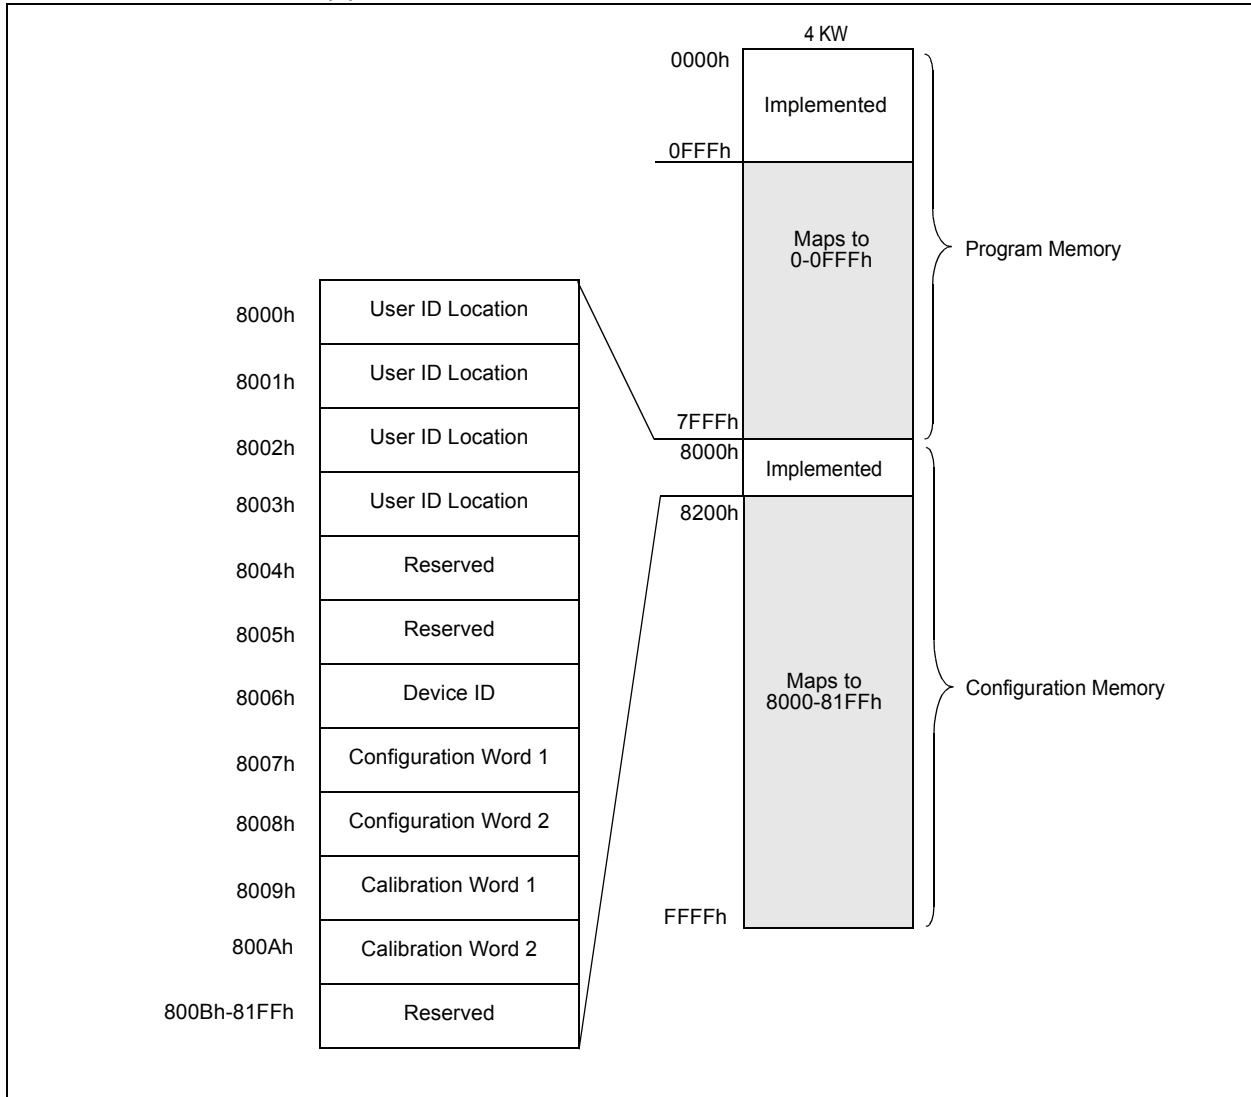 4 KW
0000h
Implemented
0FFFh
Maps to
0-0FFFh
Program Memory
7FFFh
8000h
Implemented
8200h
Maps to
8000-81FFh
Configuration Memory
FFFFh
8000h
User ID Location
8001h
User ID Location
8002h
User ID Location
8003h
User ID Location
8004h
Reserved
8005h
Reserved
8006h
Device ID
8007h
Configuration Word 1
8008h
Configuration Word 2
8009h
Calibration Word 1
800Ah
Calibration Word 2
800Bh-81FFh
Reserved